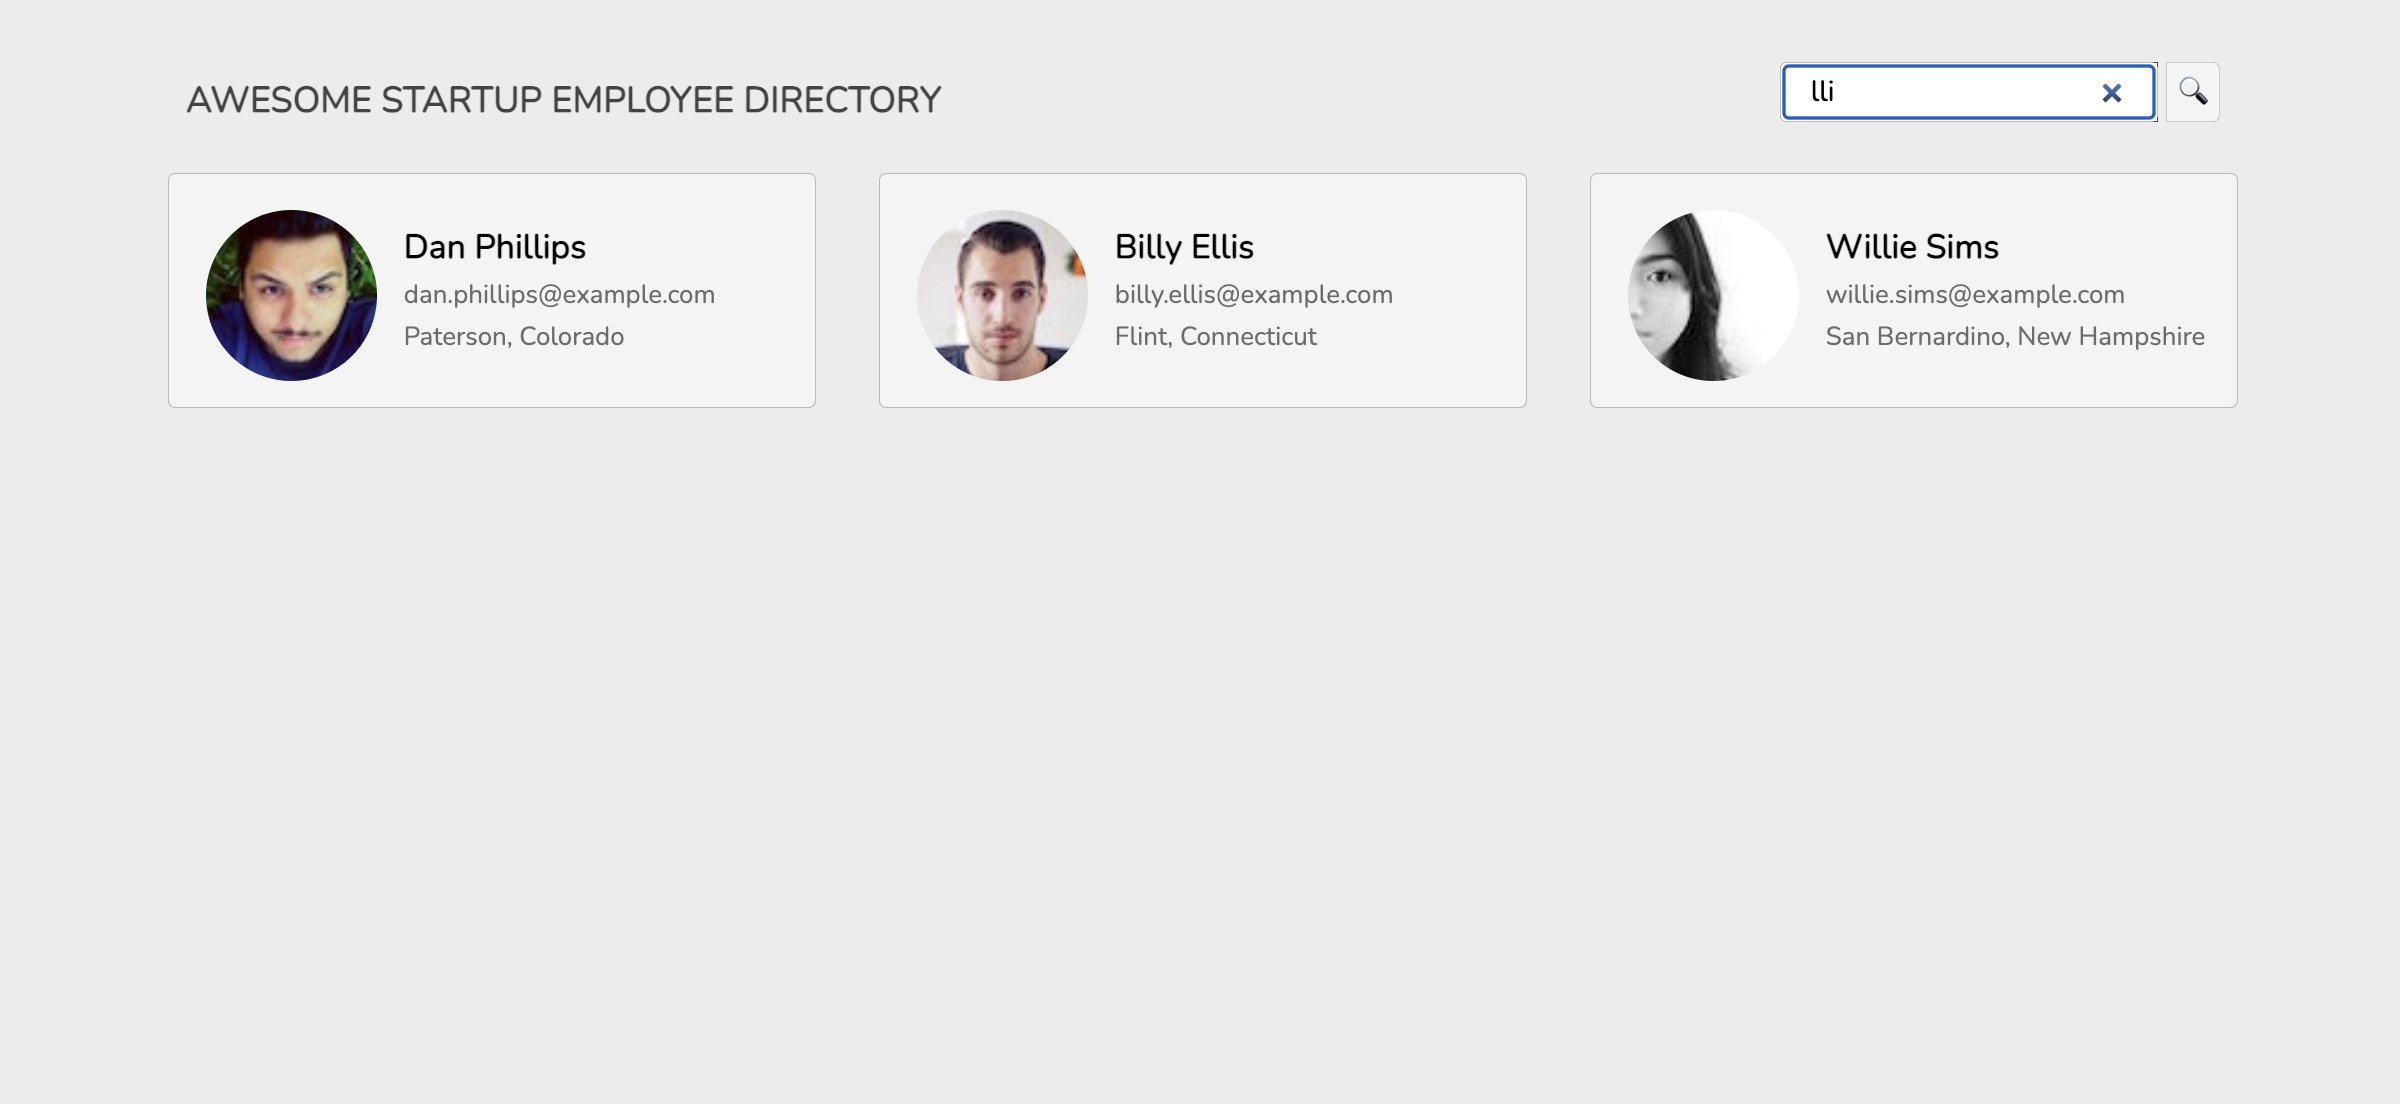 AWESOME STARTUP EMPLOYEE DIRECTORY
lli
Dan Phillips
dan.phillips@example.com
Paterson, Colorado
Billy Ellis
billy.ellis@example.com
Flint, Connecticut
Willie Sims
willie.sims@example.com
San Bernardino, New Hampshire